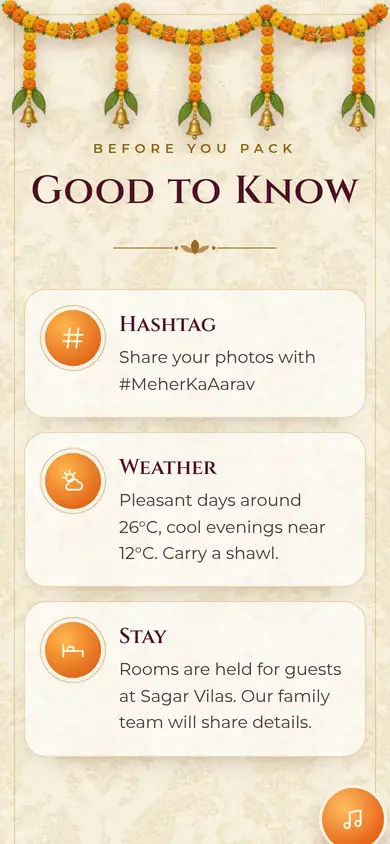 BEFORE YOU PACK
Good to Know
#
Hashtag
Share your photos with
#MeherKaAarav
Weather
Pleasant days around
26°C, cool evenings near
12°C. Carry a shawl.
Stay
Rooms are held for guests
at Sagar Vilas. Our family
team will share details.